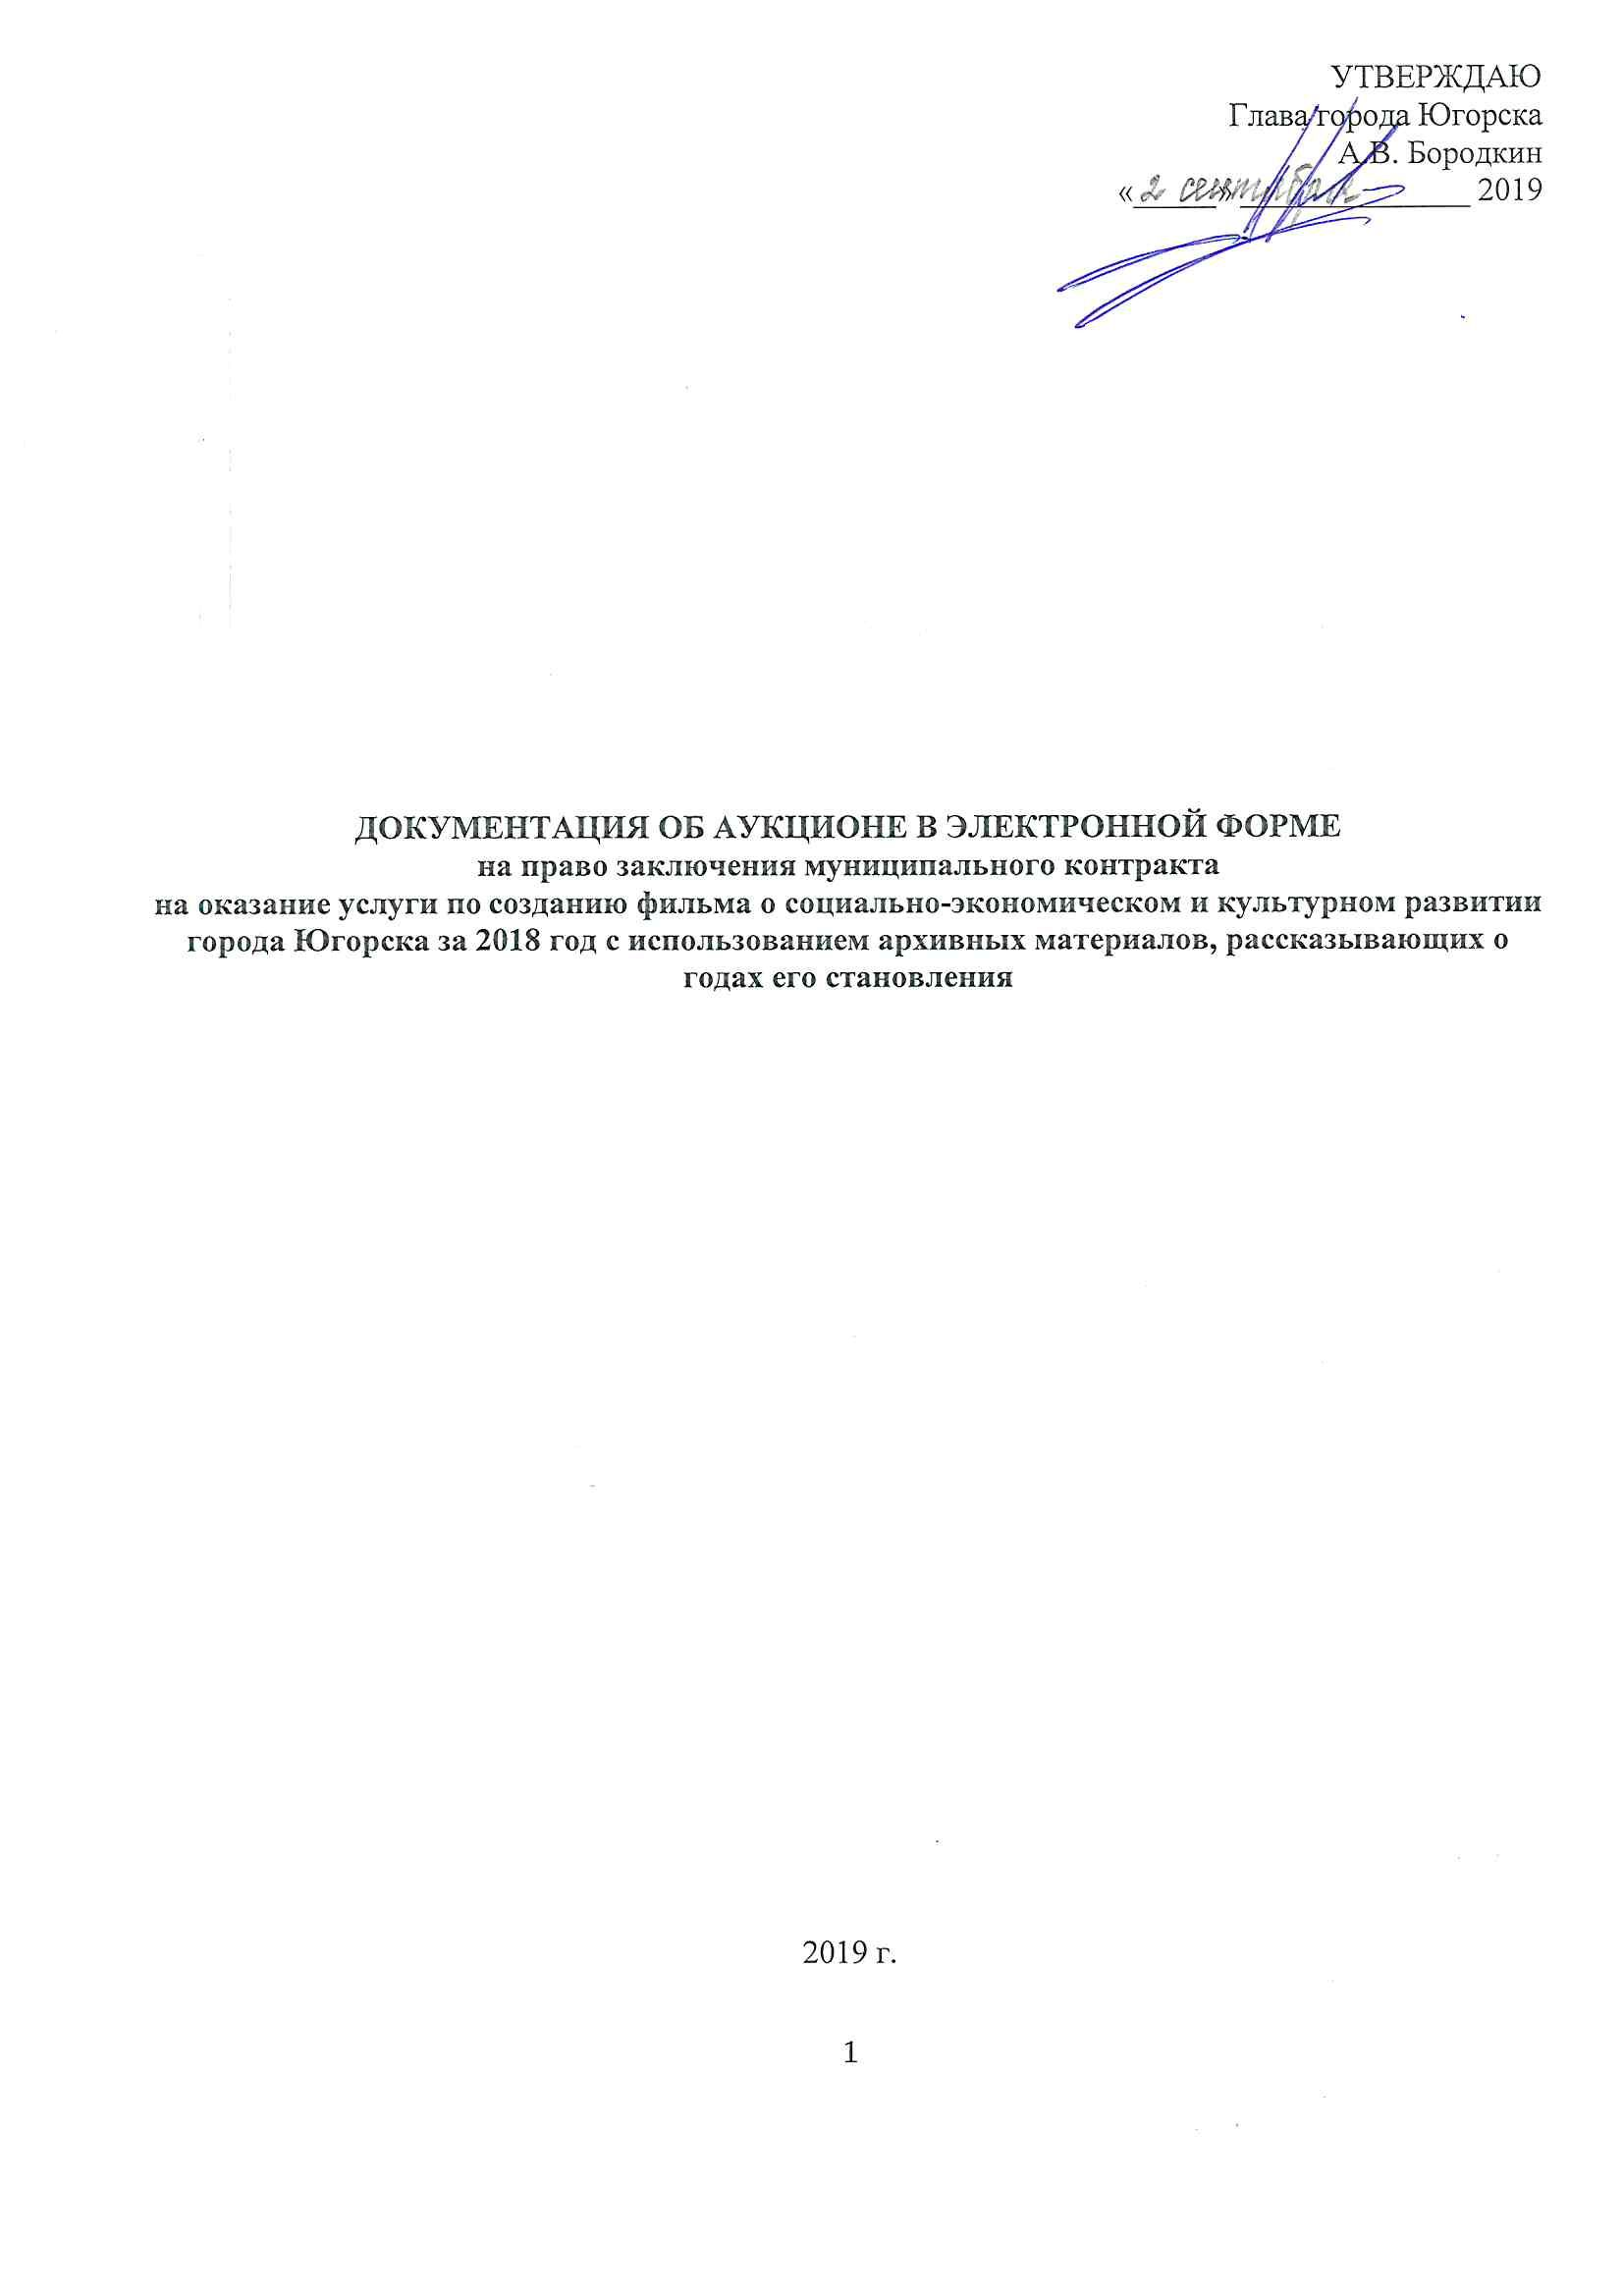 УТВЕРЖДАЮ
Глава города Югорска
А.В. Бородкин
«2 сентября» 2019
ДОКУМЕНТАЦИЯ ОБ АУКЦИОНЕ В ЭЛЕКТРОННОЙ ФОРМЕ
на право заключения муниципального контракта
на оказание услуги по созданию фильма о социально-экономическом и культурном развитии
города Югорска за 2018 год с использованием архивных материалов, рассказывающих о
годах его становления
2019 г.
1